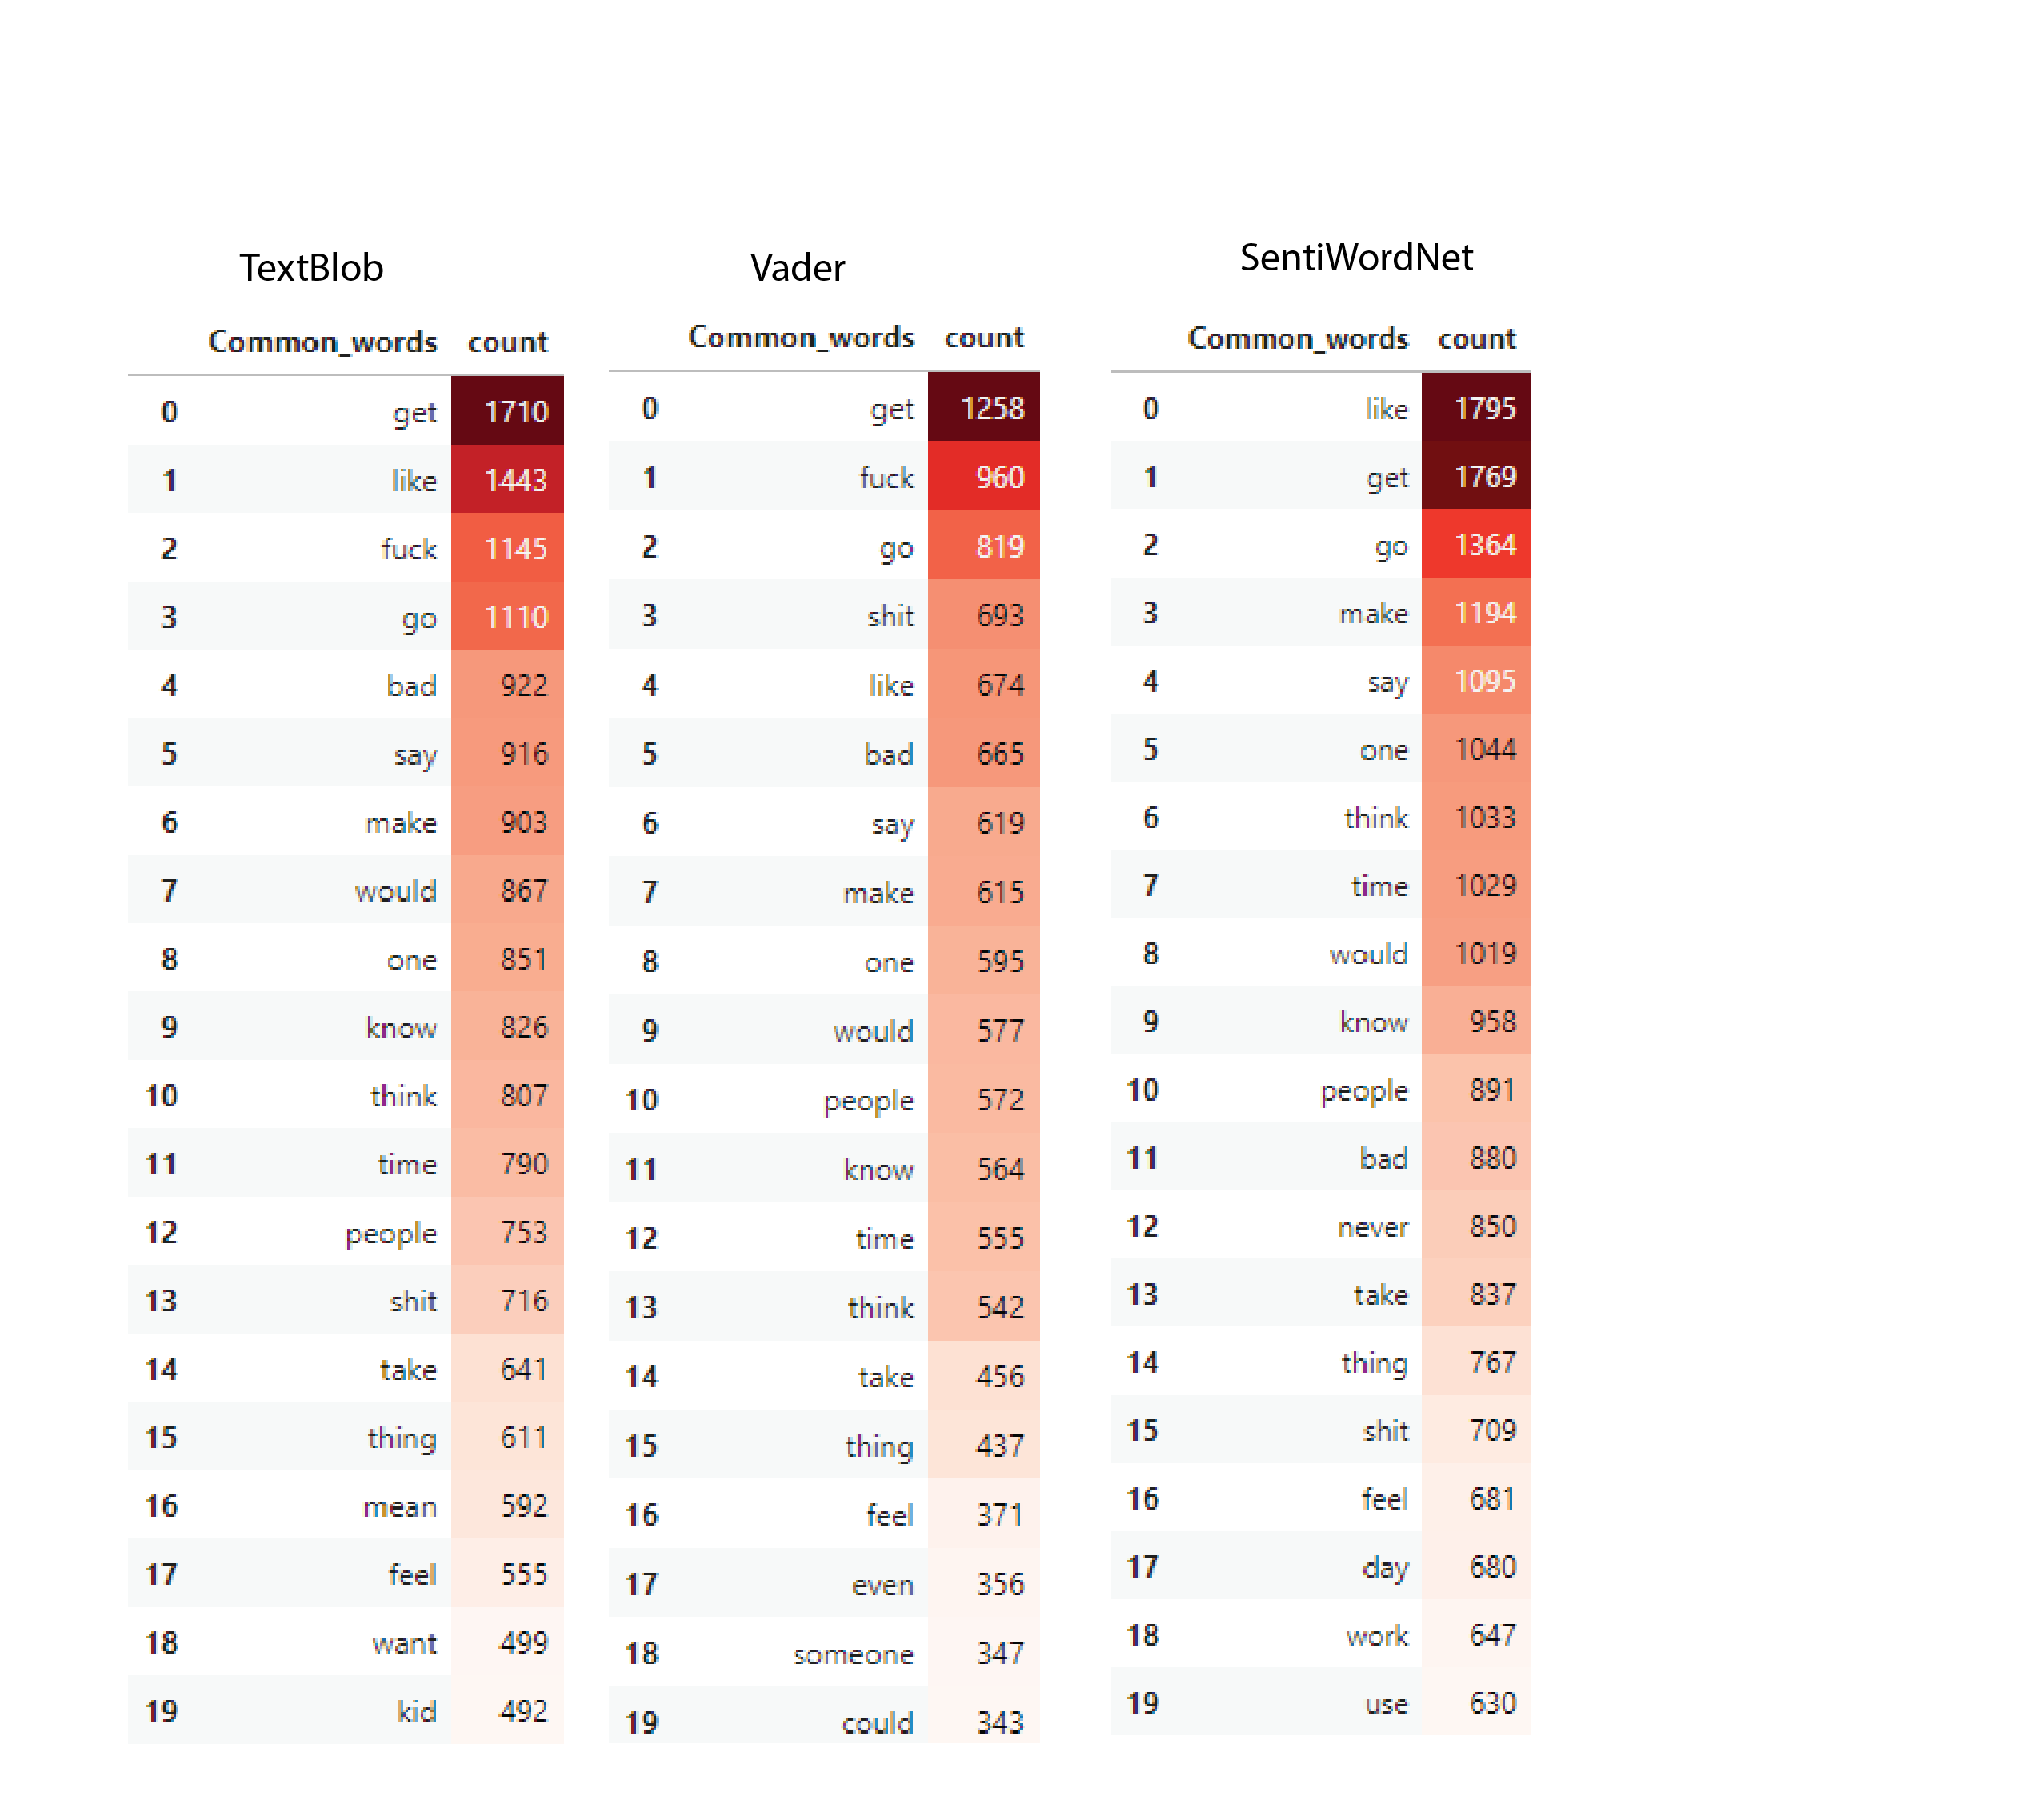 TextBlob
Common_words count
0 get 1710
1 like 1443
2 fuck 1145
3 go 1110
4 bad 922
5 say 916
6 make 903
7 would 867
8 one 851
9 know 826
10 think 807
11 time 790
12 people 753
13 shit 716
14 take 641
15 thing 611
16 mean 592
17 feel 555
18 want 499
19 kid 492
Vader
Common_words count
0 get 1258
1 fuck 960
2 go 819
3 shit 693
4 like 674
5 bad 665
6 say 619
7 make 615
8 one 595
9 would 577
10 people 572
11 know 564
12 time 555
13 think 542
14 take 456
15 thing 437
16 feel 371
17 even 356
18 someone 347
19 could 343
SentiWordNet
Common_words count
0 like 1795
1 get 1769
2 go 1364
3 make 1194
4 say 1095
5 one 1044
6 think 1033
7 time 1029
8 would 1019
9 know 958
10 people 891
11 bad 880
12 never 850
13 take 837
14 thing 767
15 shit 709
16 feel 681
17 day 680
18 work 647
19 use 630